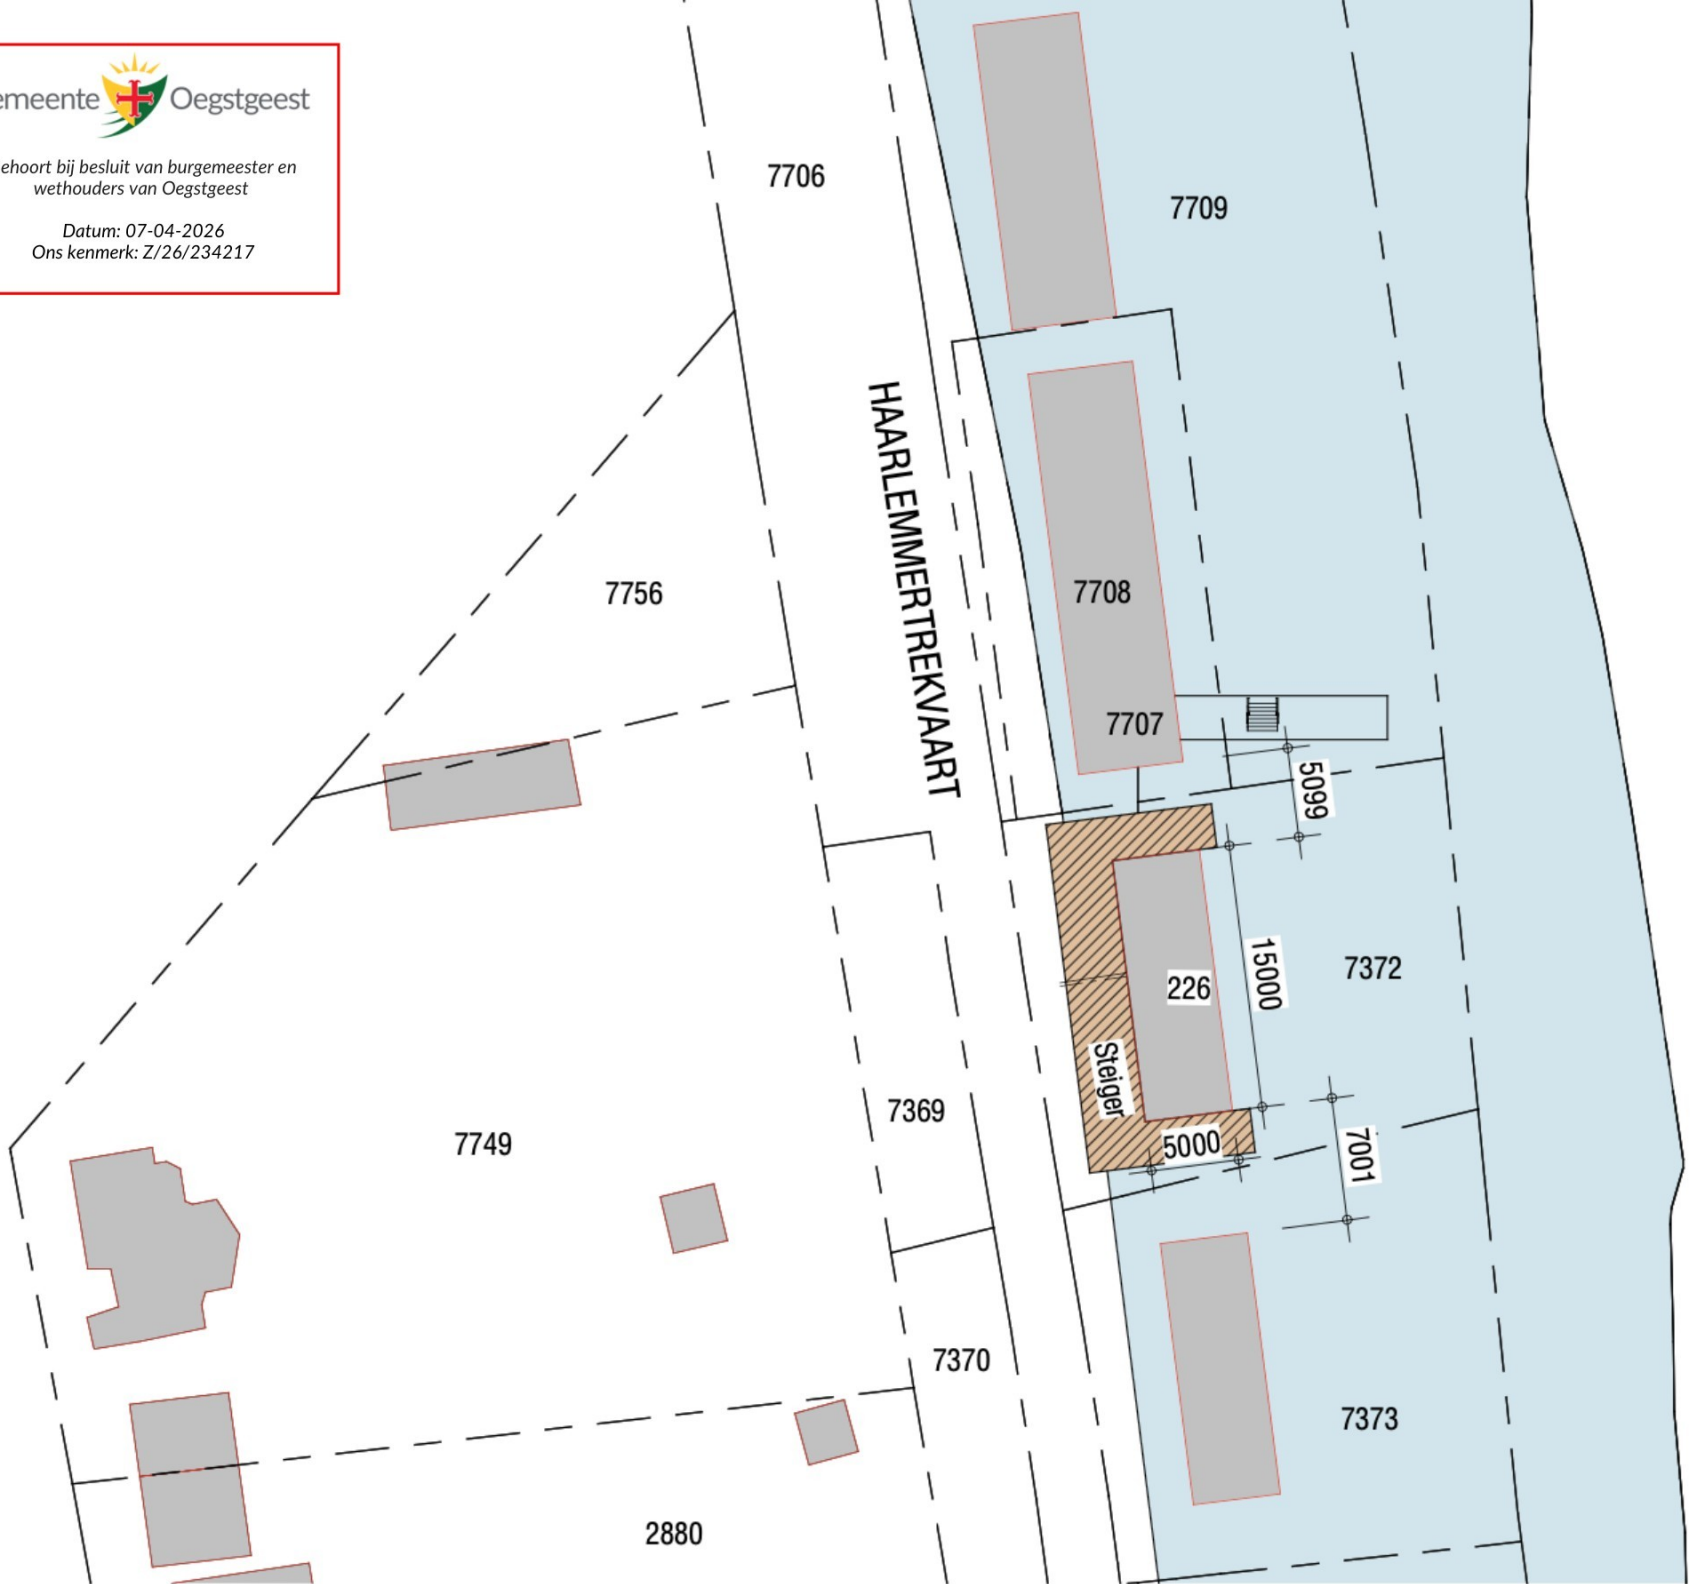 emeente Oegstgeest
ehoort bij besluit van burgemeester en
wethouders van Oegstgeest
Datum: 07-04-2026
Ons kenmerk: Z/26/234217
7706
7709
HAARLEMMERTREKVAART
7756
7708
7707
5099
15000
7372
226
Steiger
7369
7749
5000
7001
7370
7373
2880